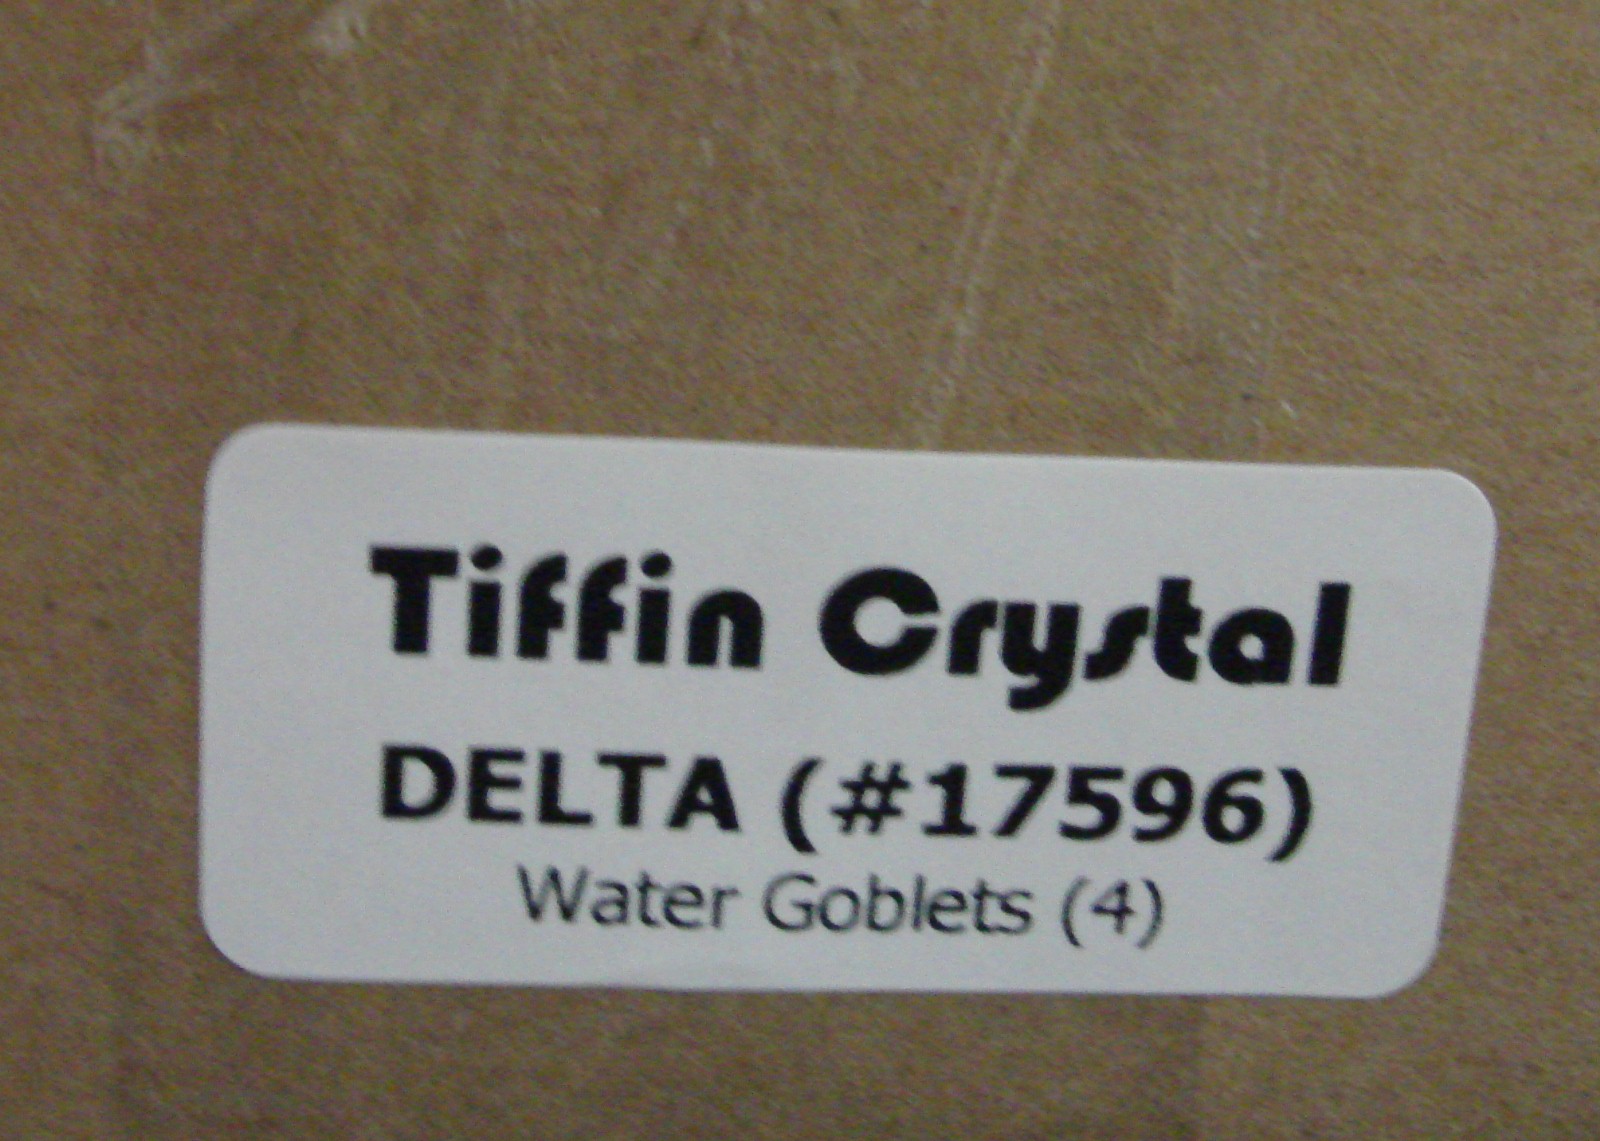 Tiffin Crystal
DELTA (#17596)
Water Goblets (4)